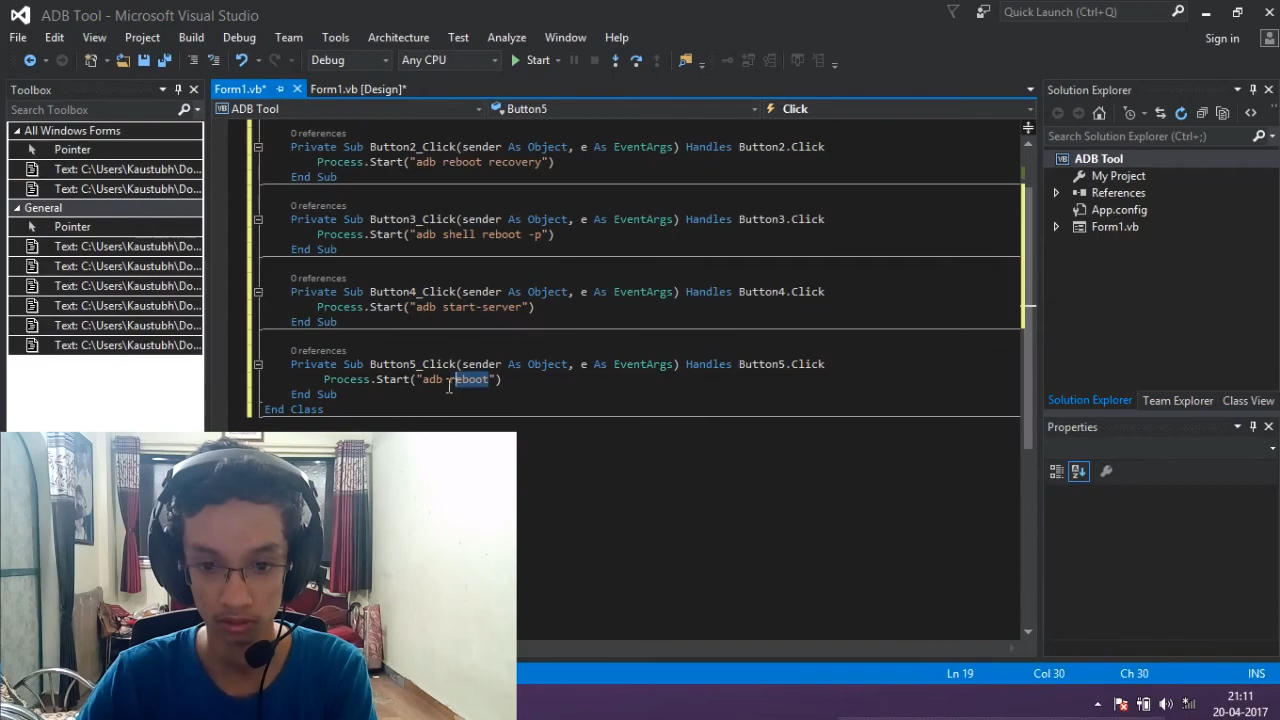 ADB Tool - Microsoft Visual Studio
Quick Launch (Ctrl+Q)
File Edit View Project Build Debug Team Tools Architecture Test Analyze Window Help
Sign in
Debug Any CPU Start
Toolbox
Form1.vb*
Form1.vb [Design]*
Solution Explorer
Search Toolbox
ADB Tool
Button5
Click
Search Solution Explorer (Ctrl+;)
All Windows Forms
Pointer
Text: C:\Users\Kaustubh\Do...
Text: C:\Users\Kaustubh\Do...
General
Pointer
Text: C:\Users\Kaustubh\Do...
Text: C:\Users\Kaustubh\Do...
Text: C:\Users\Kaustubh\Do...
Text: C:\Users\Kaustubh\Do...
Text: C:\Users\Kaustubh\Do...
Text: C:\Users\Kaustubh\Do...
0 references
Private Sub Button2_Click(sender As Object, e As EventArgs) Handles Button2.Click
Process.Start("adb reboot recovery")
End Sub
0 references
Private Sub Button3_Click(sender As Object, e As EventArgs) Handles Button3.Click
Process.Start("adb shell reboot -p")
End Sub
0 references
Private Sub Button4_Click(sender As Object, e As EventArgs) Handles Button4.Click
Process.Start("adb start-server")
End Sub
0 references
Private Sub Button5_Click(sender As Object, e As EventArgs) Handles Button5.Click
Process.Start("adb reboot")
End Sub
End Class
ADB Tool
My Project
References
App.config
Form1.vb
Solution Explorer Team Explorer Class View
Properties
Ln 19 Col 30 Ch 30 INS
21:11
20-04-2017